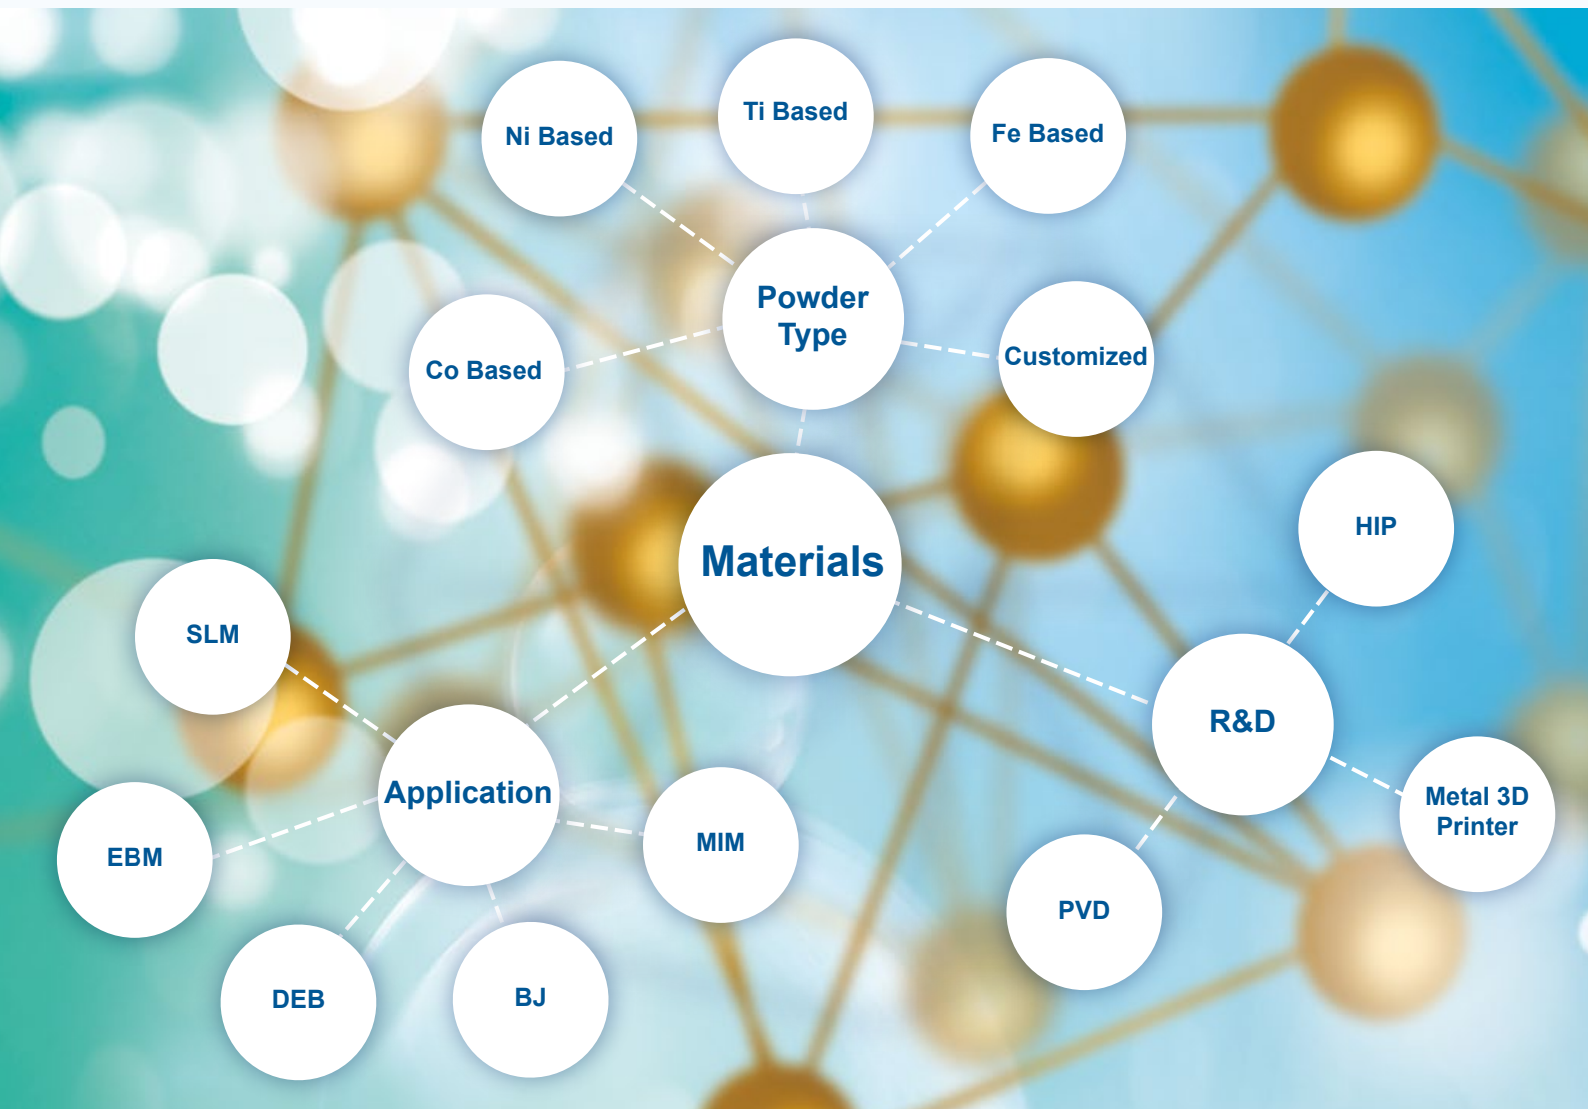 Ti Based
Ni Based
Fe Based
Powder
Type
Co Based
Customized
Materials
HIP
SLM
R&D
Application
Metal 3D
Printer
EBM
MIM
PVD
DEB
BJ